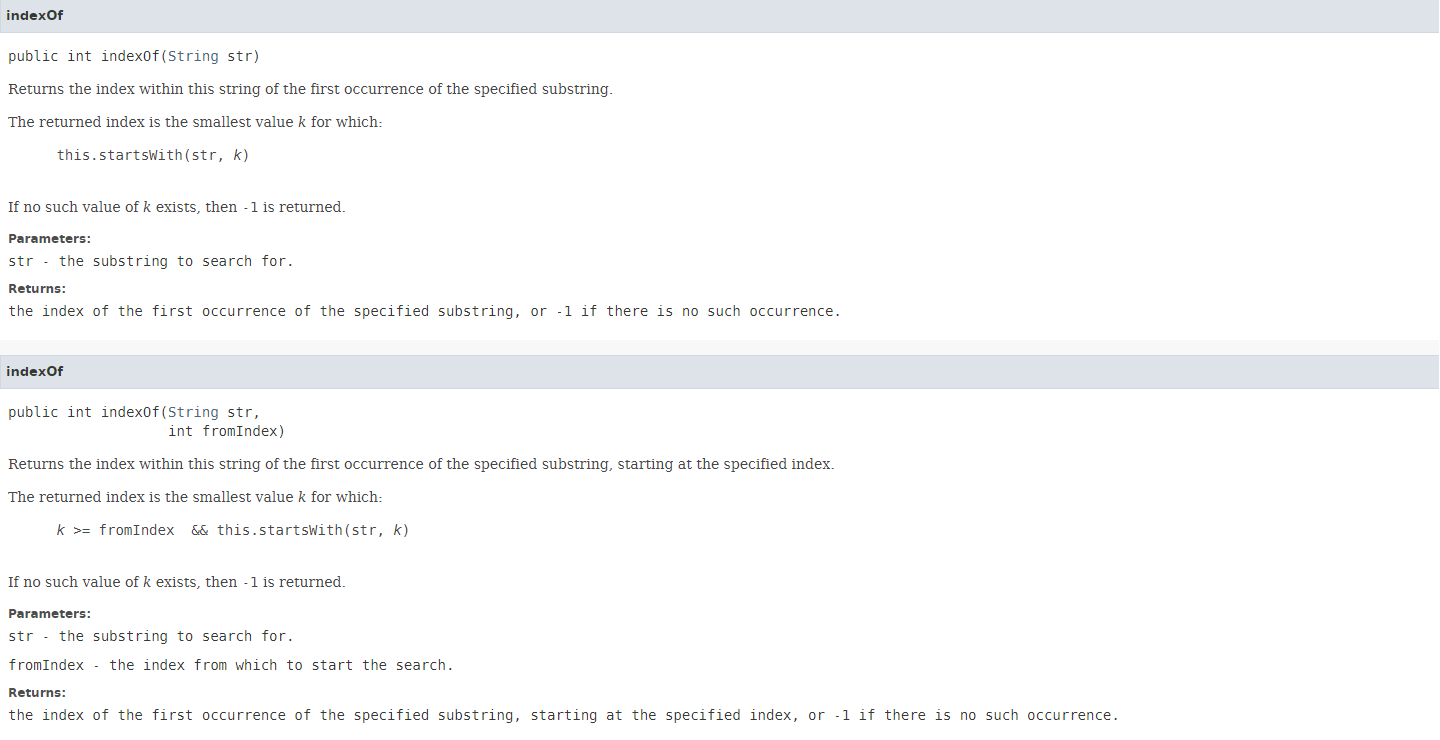 indexOf
public int indexOf(String str)
Returns the index within this string of the first occurrence of the specified substring.
The returned index is the smallest value k for which:
this.startsWith(str, k)
If no such value of k exists, then -1 is returned.
Parameters:
str - the substring to search for.
Returns:
the index of the first occurrence of the specified substring, or -1 if there is no such occurrence.
indexOf
public int indexOf(String str,
int fromIndex)
Returns the index within this string of the first occurrence of the specified substring, starting at the specified index.
The returned index is the smallest value k for which:
k >= fromIndex  && this.startsWith(str, k)
If no such value of k exists, then -1 is returned.
Parameters:
str - the substring to search for.
fromIndex - the index from which to start the search.
Returns:
the index of the first occurrence of the specified substring, starting at the specified index, or -1 if there is no such occurrence.